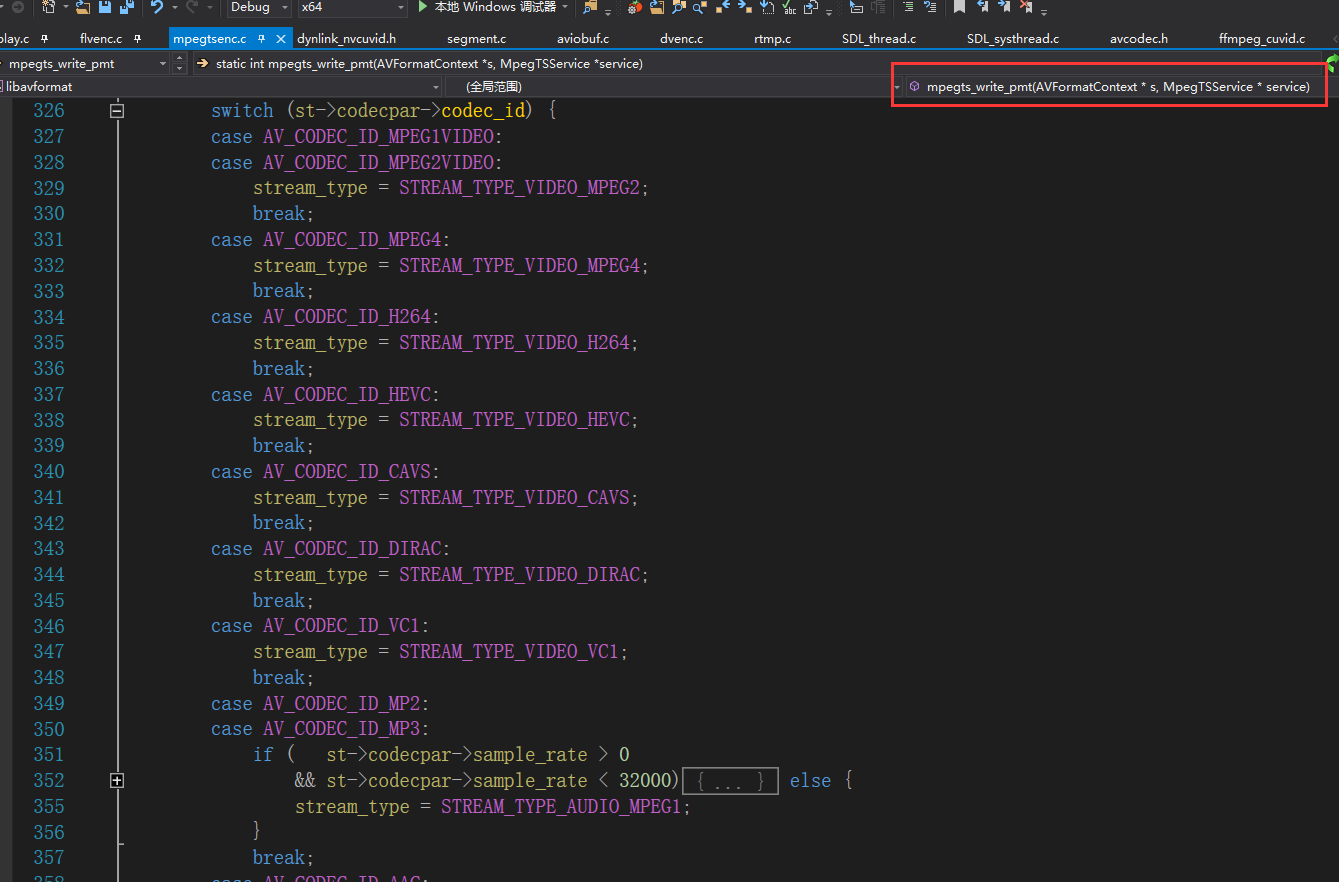 Debug x64 本地 Windows 调试器
play.c flvenc.c mpegtsenc.c dynlink_nvcuvid.h segment.c aviobuf.c dvenc.c rtmp.c SDL_thread.c SDL_systhread.c avcodec.h ffmpeg_cuvid.c
mpegts_write_pmt static int mpegts_write_pmt(AVFormatContext *s, MpegTSService *service)
libavformat (全局范围) mpegts_write_pmt(AVFormatContext * s, MpegTSService * service)
326 switch (st->codecpar->codec_id) {
327 case AV_CODEC_ID_MPEG1VIDEO:
328 case AV_CODEC_ID_MPEG2VIDEO:
329 stream_type = STREAM_TYPE_VIDEO_MPEG2;
330 break;
331 case AV_CODEC_ID_MPEG4:
332 stream_type = STREAM_TYPE_VIDEO_MPEG4;
333 break;
334 case AV_CODEC_ID_H264:
335 stream_type = STREAM_TYPE_VIDEO_H264;
336 break;
337 case AV_CODEC_ID_HEVC:
338 stream_type = STREAM_TYPE_VIDEO_HEVC;
339 break;
340 case AV_CODEC_ID_CAVS:
341 stream_type = STREAM_TYPE_VIDEO_CAVS;
342 break;
343 case AV_CODEC_ID_DIRAC:
344 stream_type = STREAM_TYPE_VIDEO_DIRAC;
345 break;
346 case AV_CODEC_ID_VC1:
347 stream_type = STREAM_TYPE_VIDEO_VC1;
348 break;
349 case AV_CODEC_ID_MP2:
350 case AV_CODEC_ID_MP3:
351 if ( st->codecpar->sample_rate > 0
352 && st->codecpar->sample_rate < 32000) { ... } else {
355 stream_type = STREAM_TYPE_AUDIO_MPEG1;
356 }
357 break;
358 case AV_CODEC_ID_AAC: